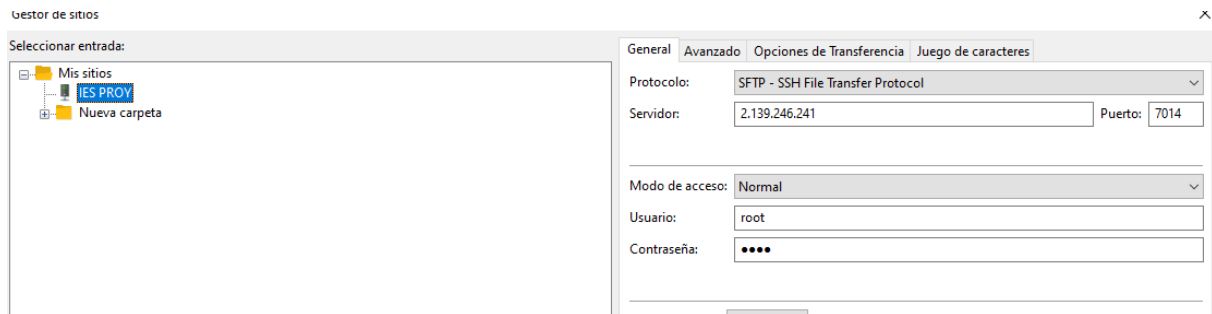 Gestor de sitios
Seleccionar entrada:
Mis sitios
IES PROY
Nueva carpeta
General Avanzado Opciones de Transferencia Juego de caracteres
Protocolo: SFTP - SSH File Transfer Protocol
Servidor: 2.139.246.241 Puerto: 7014
Modo de acceso: Normal
Usuario: root
Contraseña: ••••